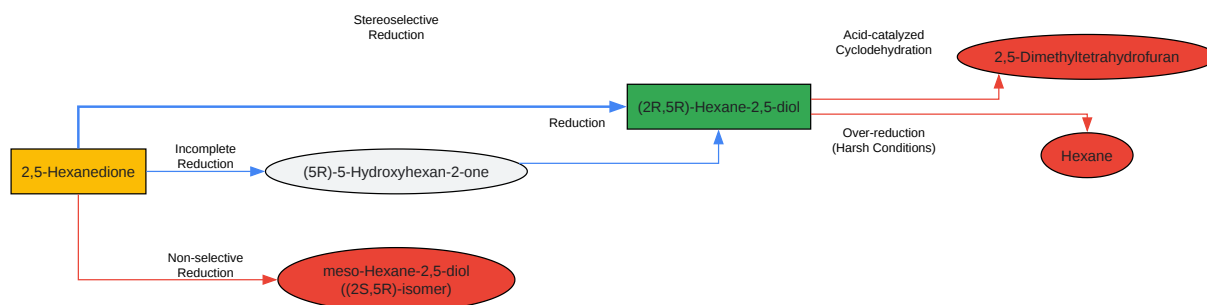 Stereoselective
Reduction
Acid-catalyzed
Cyclodehydration
2,5-Dimethyltetrahydrofuran
(2R,5R)-Hexane-2,5-diol
Reduction
Over-reduction
(Harsh Conditions)
Hexane
Incomplete
Reduction
2,5-Hexanedione
(5R)-5-Hydroxyhexan-2-one
Non-selective
Reduction
meso-Hexane-2,5-diol
((2S,5R)-isomer)